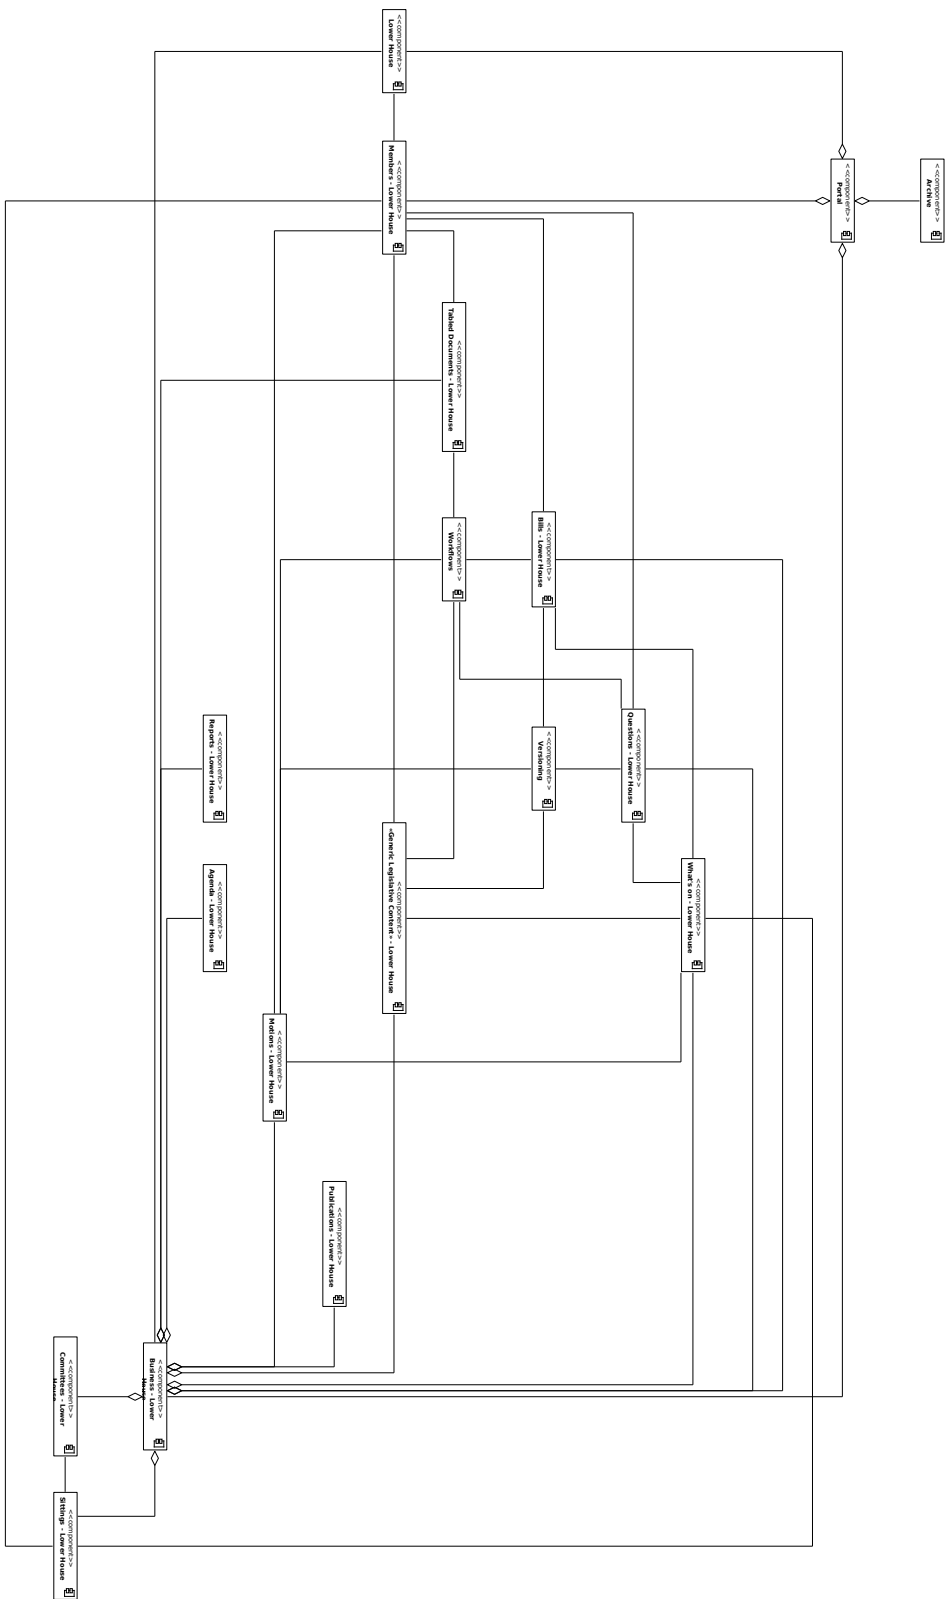 <<component>>
Lower House
<<component>>
Members - Lower House
<<component>>
Portal
<<component>>
Archive
<<component>>
Tabled Documents - Lower House
<<component>>
Workflows
<<component>>
Bills - Lower House
<<component>>
Questions - Lower House
<<component>>
Versioning
<<component>>
Reports - Lower House
<<component>>
«Generic Legislative Content» - Lower House
<<component>>
What's on - Lower House
<<component>>
Agenda - Lower House
<<component>>
Motions - Lower House
<<component>>
Publications - Lower House
<<component>>
Committees - Lower
House
<<component>>
Business - Lower
House
<<component>>
Sittings - Lower House